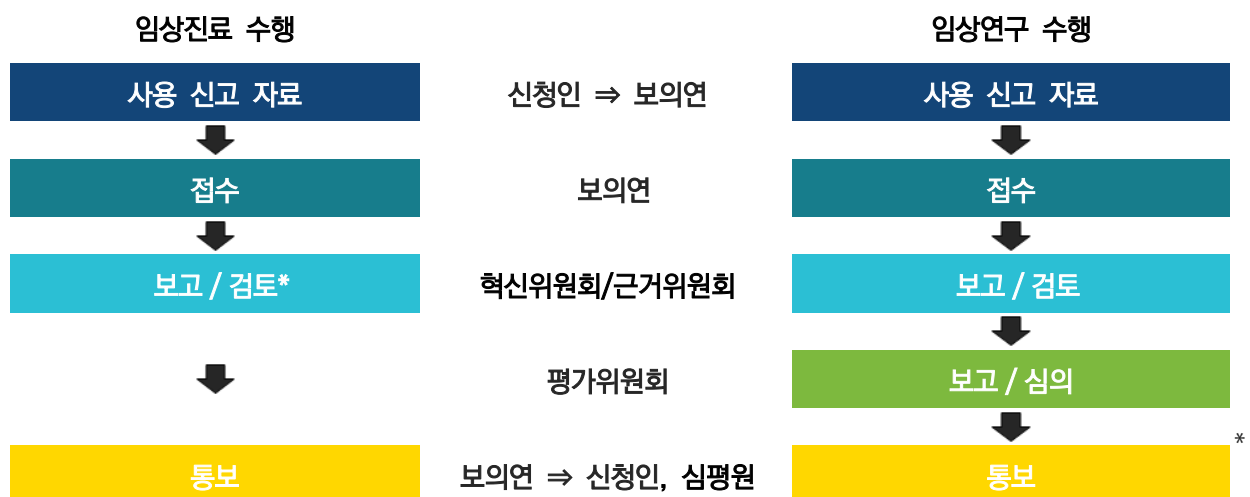 임상진료 수행 임상연구 수행
사용 신고 자료 신청인 ⇒ 보의연 사용 신고 자료
접수 보의연 접수
보고 / 검토* 혁신위원회/근거위원회 보고 / 검토
평가위원회 보고 / 심의
*
통보 보의연 ⇒ 신청인, 심평원 통보